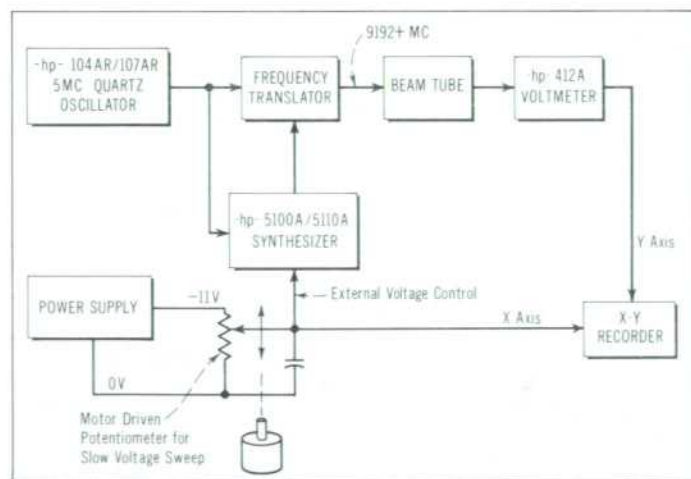 9192+ MC
-hp- 104AR/107AR
5MC QUARTZ
OSCILLATOR
FREQUENCY
TRANSLATOR
BEAM TUBE
-hp- 412A
VOLTMETER
-hp- 5100A/5110A
SYNTHESIZER
Y Axis
External Voltage Control
POWER SUPPLY
-11V
X Axis
X-Y
RECORDER
0V
Motor Driven
Potentiometer for
Slow Voltage Sweep